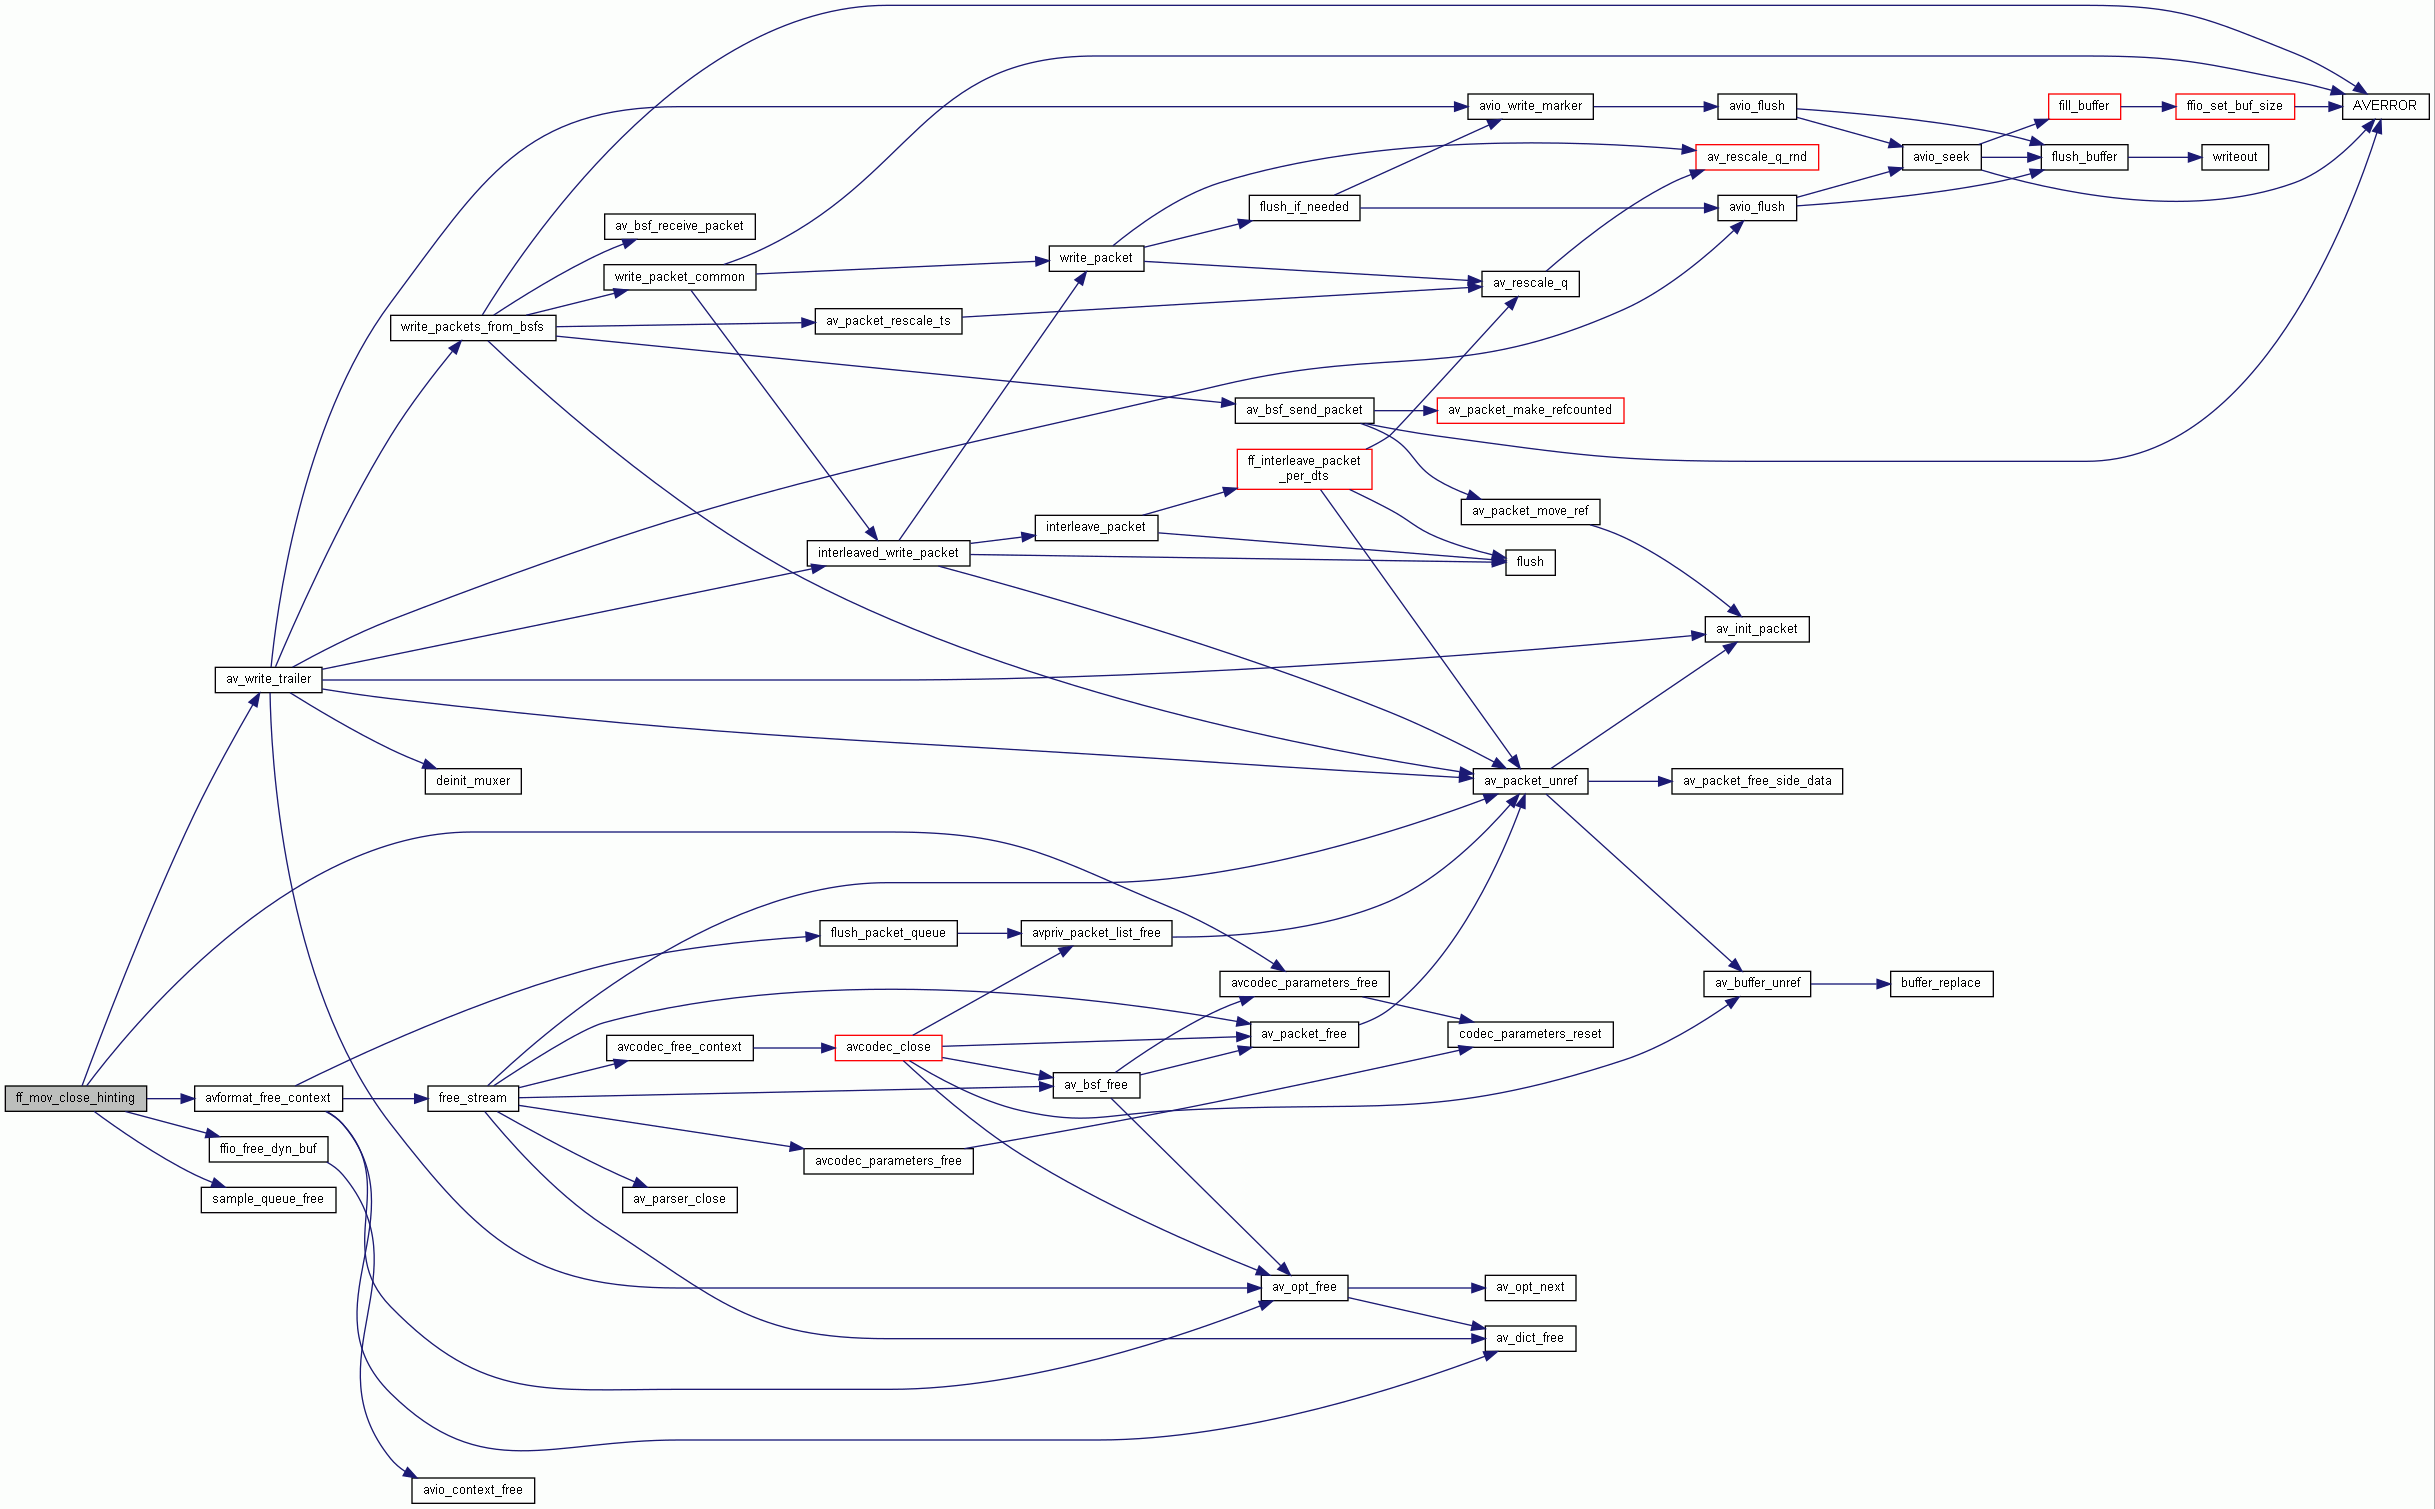 avio_write_marker
avio_flush
fill_buffer
ffio_set_buf_size
AVERROR
av_rescale_q_rnd
avio_seek
flush_buffer
writeout
flush_if_needed
avio_flush
av_bsf_receive_packet
write_packet
write_packet_common
av_rescale_q
av_packet_rescale_ts
write_packets_from_bsfs
av_bsf_send_packet
av_packet_make_refcounted
ff_interleave_packet
_per_dts
av_packet_move_ref
interleave_packet
interleaved_write_packet
flush
av_init_packet
av_write_trailer
deinit_muxer
av_packet_unref
av_packet_free_side_data
flush_packet_queue
avpriv_packet_list_free
avcodec_parameters_free
av_buffer_unref
buffer_replace
av_packet_free
codec_parameters_reset
avcodec_free_context
avcodec_close
av_bsf_free
ff_mov_close_hinting
avformat_free_context
free_stream
ffio_free_dyn_buf
avcodec_parameters_free
sample_queue_free
av_parser_close
av_opt_free
av_opt_next
av_dict_free
avio_context_free